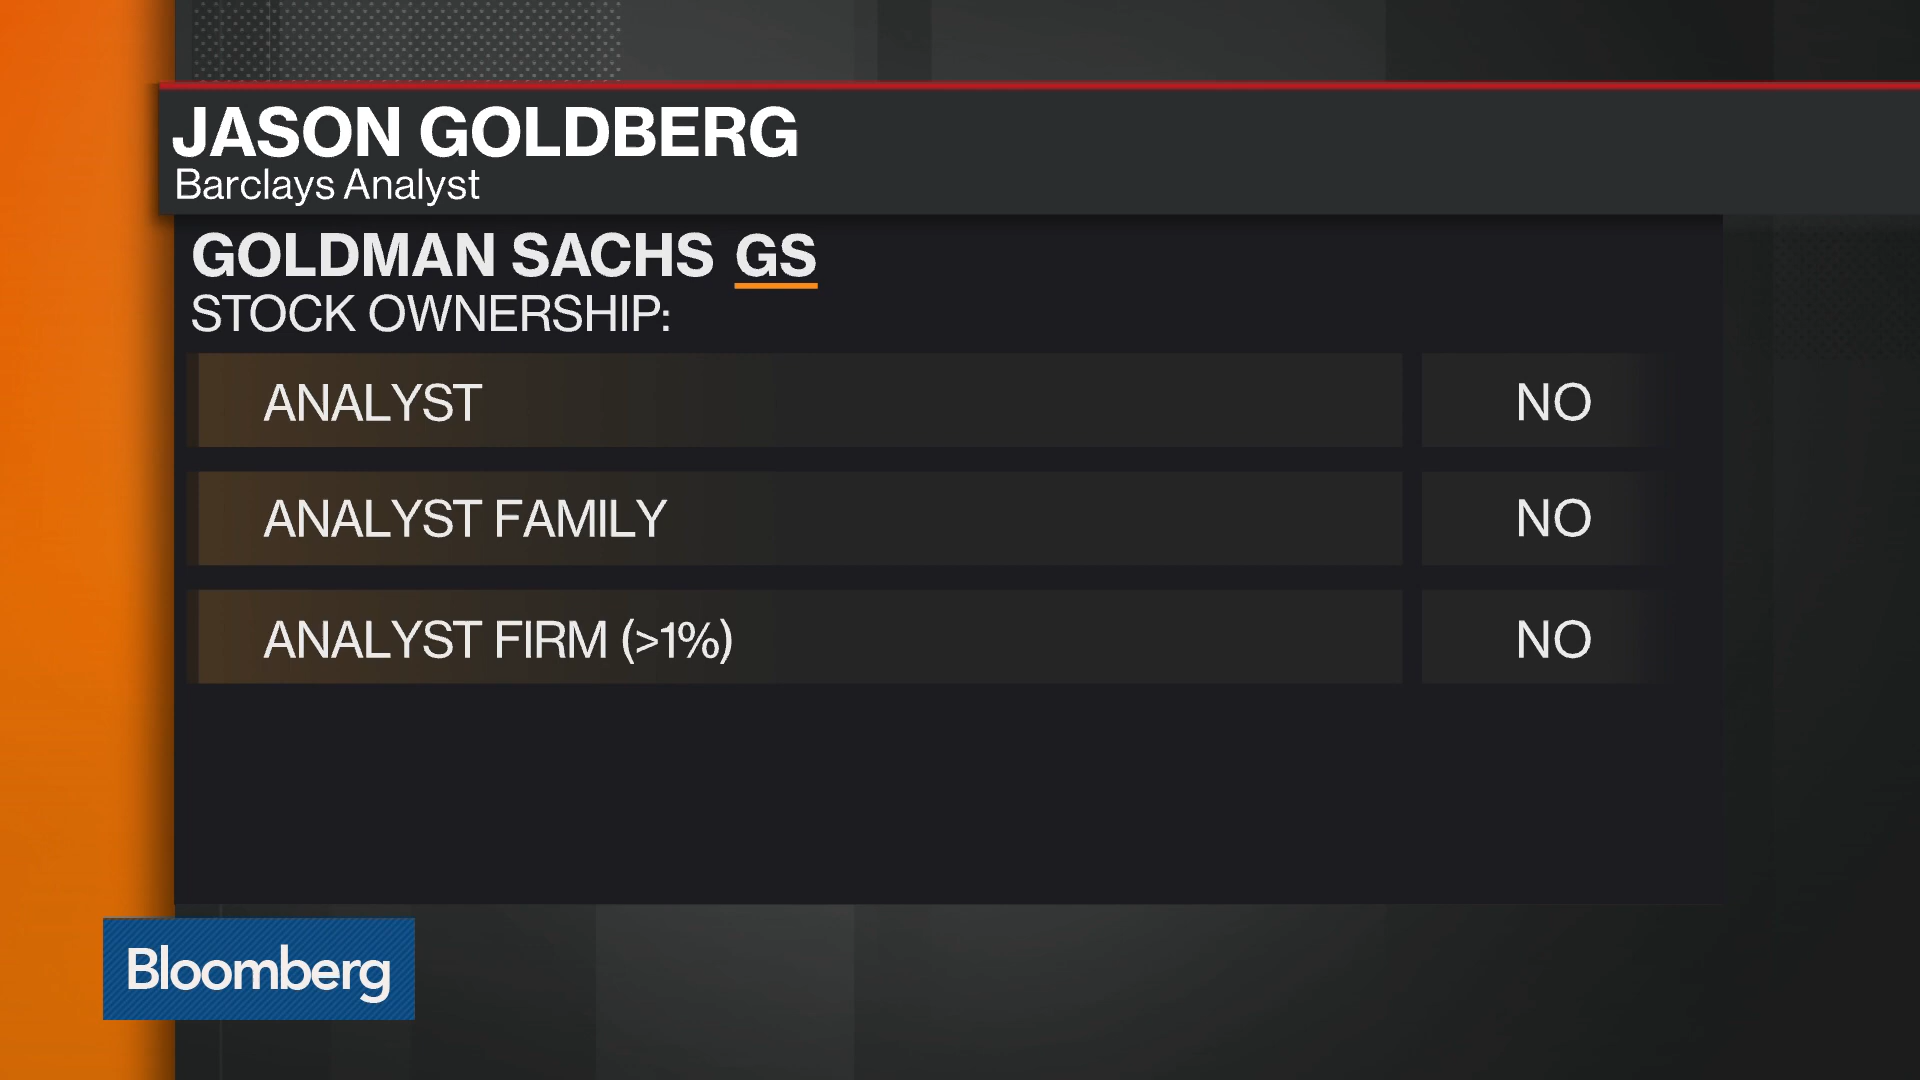 JASON GOLDBERG
Barclays Analyst
GOLDMAN SACHS GS
STOCK OWNERSHIP:
ANALYST NO
ANALYST FAMILY NO
ANALYST FIRM (>1%) NO
Bloomberg